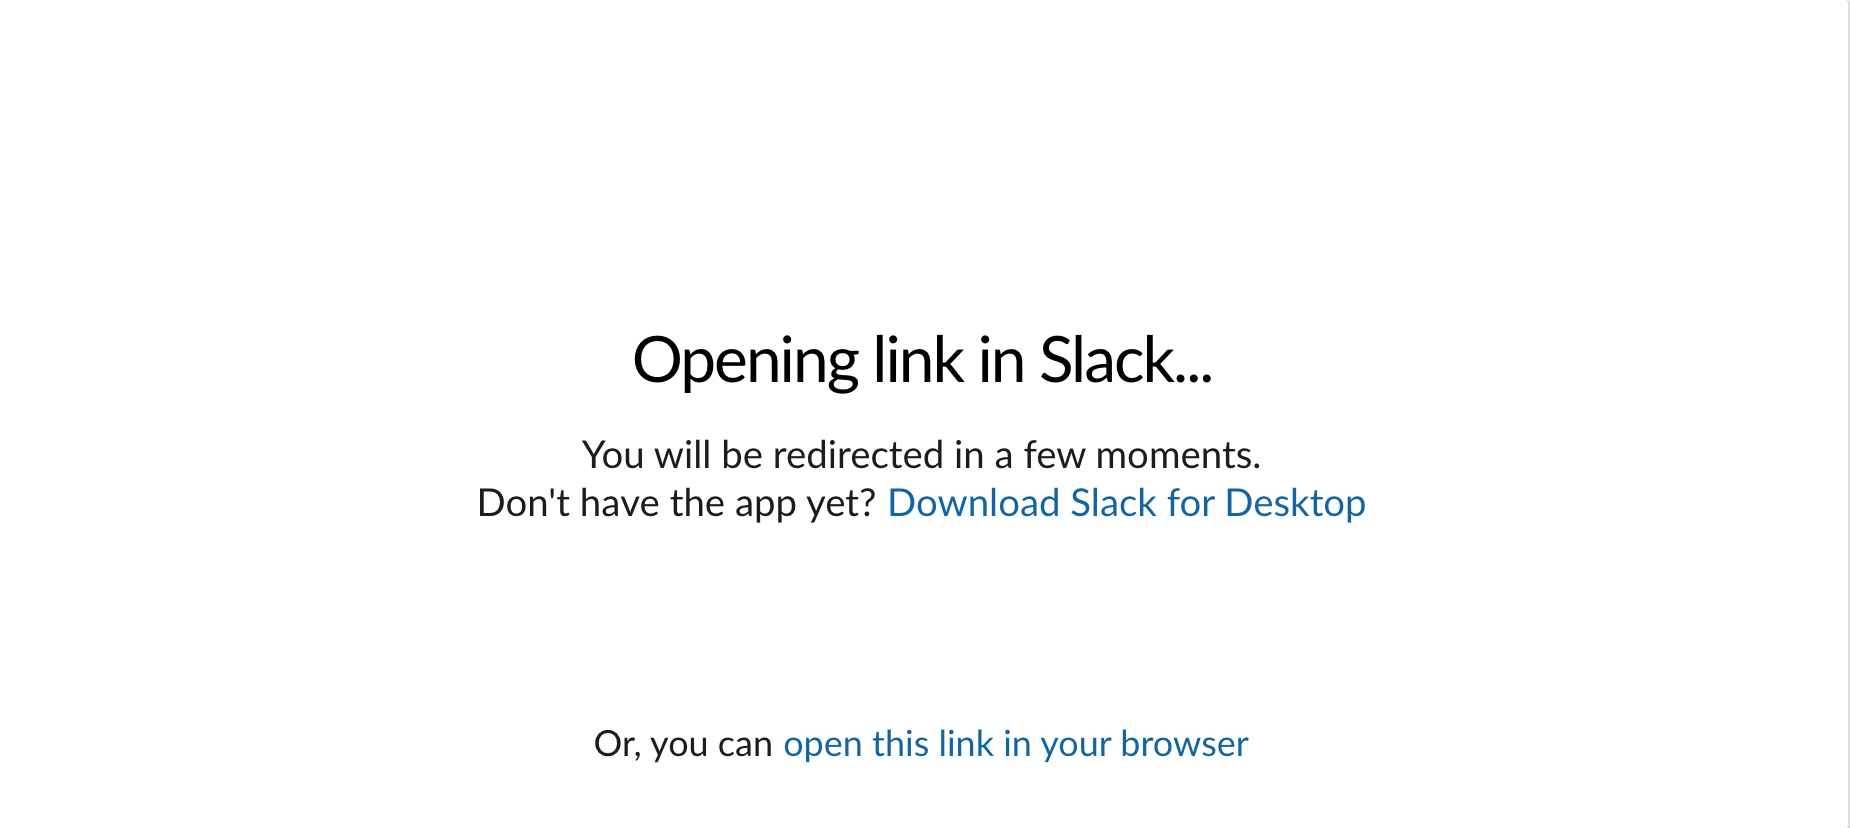 Opening link in Slack...
You will be redirected in a few moments.
Don't have the app yet? Download Slack for Desktop
Or, you can open this link in your browser